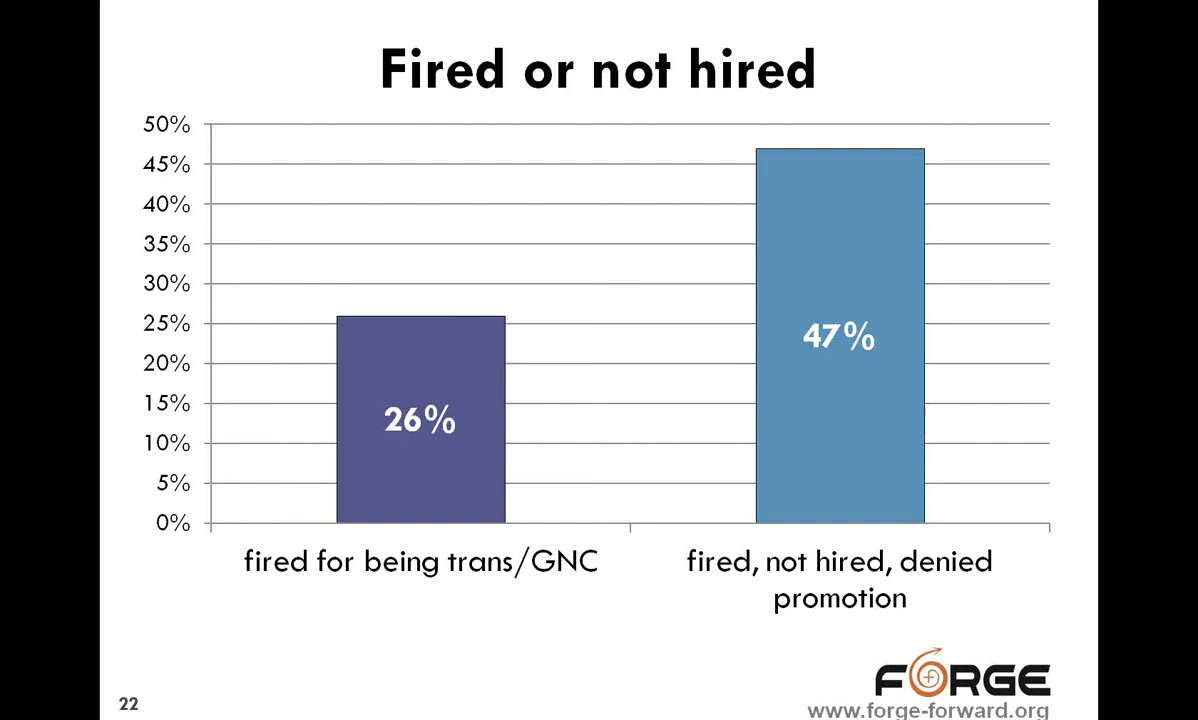 Fired or not hired
50%
45%
40%
35%
30%
25%
20%
15%
10%
5%
0%
26%
47%
fired for being trans/GNC
fired, not hired, denied
promotion
FORGE
www.forge-forward.org
22